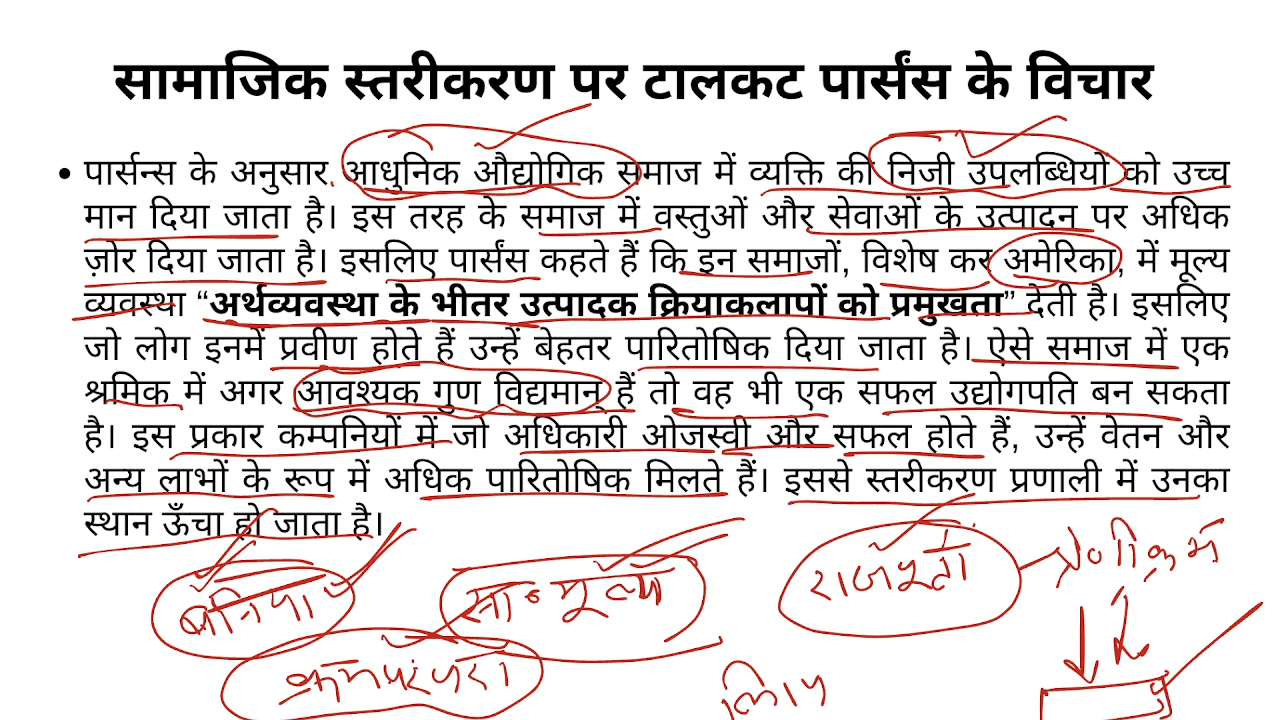 सामाजिक स्तरीकरण पर टालकट पार्संस के विचार
• पार्सन्स के अनुसार आधुनिक औद्योगिक समाज में व्यक्ति की निजी उपलब्धियो को उच्च
मान दिया जाता है। इस तरह के समाज में वस्तुओं और सेवाओं के उत्पादन पर अधिक
ज़ोर दिया जाता है। इसलिए पार्संस कहते हैं कि इन समाजों, विशेष कर अमेरिका, में मूल्य
व्यवस्था “अर्थव्यवस्था के भीतर उत्पादक क्रियाकलापों को प्रमुखता” देती है। इसलिए
जो लोग इनमें प्रवीण होते हैं उन्हें बेहतर पारितोषिक दिया जाता है। ऐसे समाज में एक
श्रमिक में अगर आवश्यक गुण विद्यमान् हैं तो वह भी एक सफल उद्योगपति बन सकता
है। इस प्रकार कम्पनियों में जो अधिकारी ओजस्वी और सफल होते हैं, उन्हें वेतन और
अन्य लाभों के रूप में अधिक पारितोषिक मिलते हैं। इससे स्तरीकरण प्रणाली में उनका
स्थान ऊँचा हो जाता है।
बनिया सा॰ मूल्य